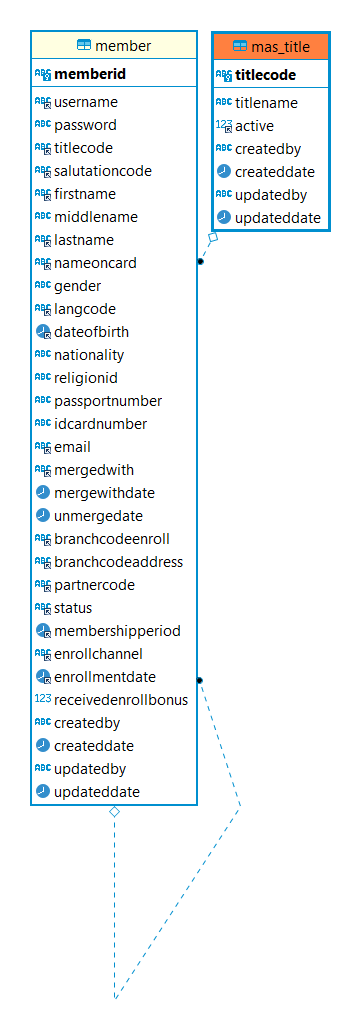 member
memberid
username
password
titlecode
salutationcode
firstname
middlename
lastname
nameoncard
gender
langcode
dateofbirth
nationality
religionid
passportnumber
idcardnumber
email
mergedwith
mergewithdate
unmergedate
branchcodeenroll
branchcodeaddress
partnercode
status
membershipperiod
enrollchannel
enrollmentdate
123 receivedenrollbonus
createdby
createddate
updatedby
updateddate
mas_title
titlecode
titlename
123 active
createdby
createddate
updatedby
updateddate